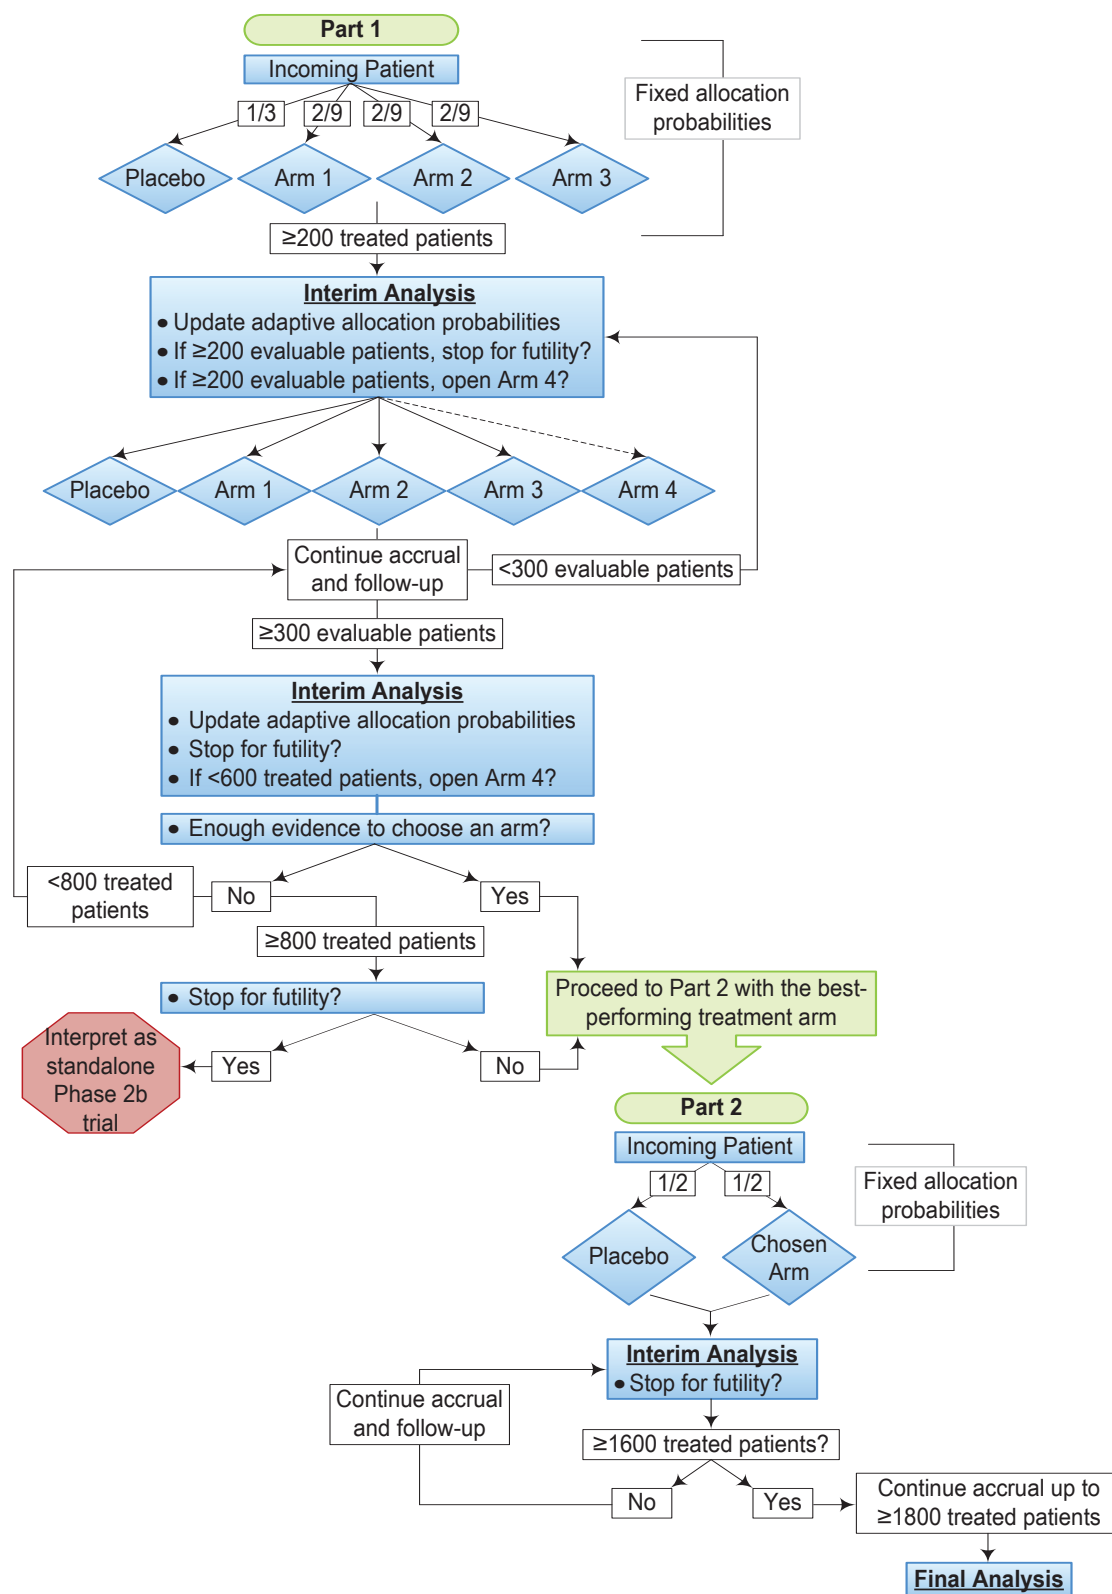 Part 1
Incoming Patient
Fixed allocation
probabilities
1/3
2/9
2/9
2/9
Placebo
Arm 1
Arm 2
Arm 3
≥200 treated patients
Interim Analysis
• Update adaptive allocation probabilities
• If ≥200 evaluable patients, stop for futility?
• If ≥200 evaluable patients, open Arm 4?
Placebo
Arm 1
Arm 2
Arm 3
Arm 4
Continue accrual
and follow-up
<300 evaluable patients
≥300 evaluable patients
Interim Analysis
• Update adaptive allocation probabilities
• Stop for futility?
• If <600 treated patients, open Arm 4?
• Enough evidence to choose an arm?
<800 treated
patients
No
Yes
≥800 treated patients
• Stop for futility?
Proceed to Part 2 with the best-
performing treatment arm
Interpret as
standalone
Phase 2b
trial
Yes
No
Part 2
Incoming Patient
Fixed allocation
probabilities
1/2
1/2
Placebo
Chosen
Arm
Interim Analysis
• Stop for futility?
Continue accrual
and follow-up
≥1600 treated patients?
No
Yes
Continue accrual up to
≥1800 treated patients
Final Analysis